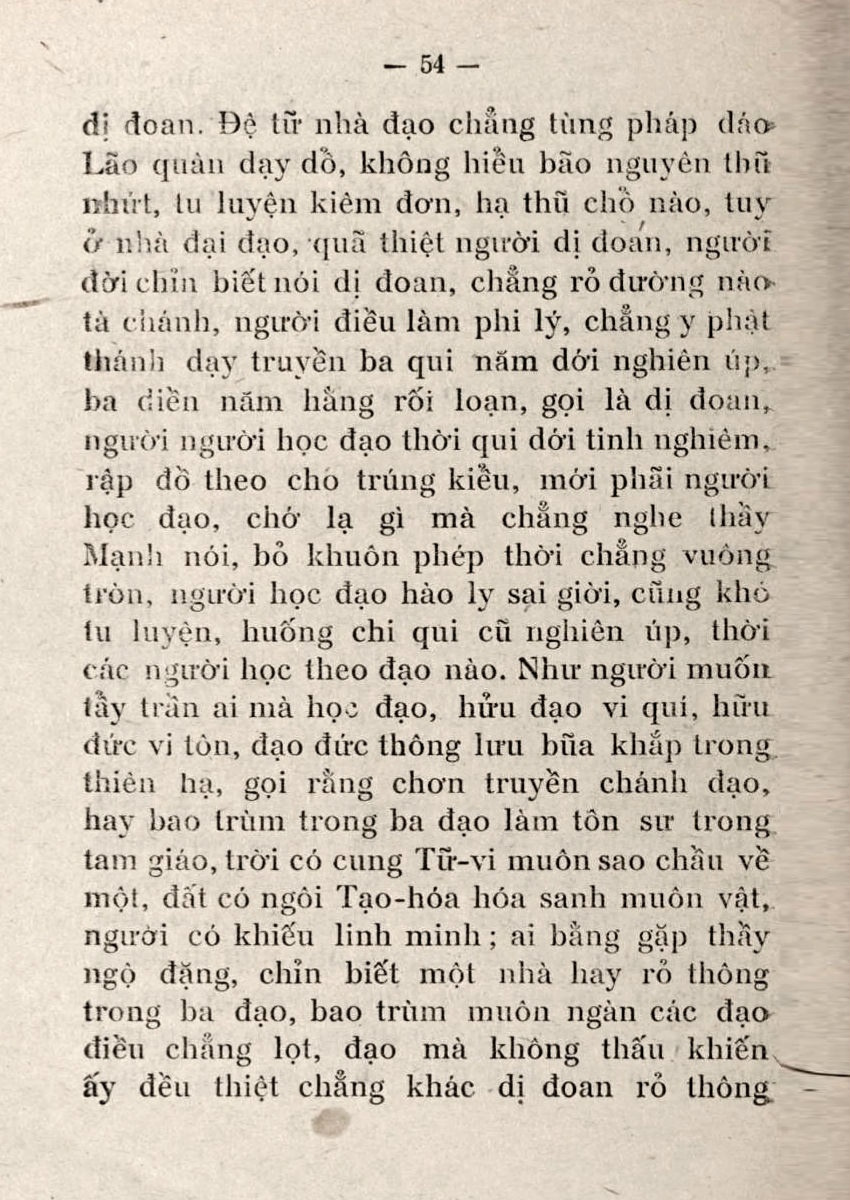 — 54 —
dị đoan. Đệ tữ nhà đạo chẳng tùng pháp dáo
Lão quàn dạy dỗ, không hiểu bão nguyên thũ
nhứt, tu luyện kiêm đơn, hạ thũ chỗ nào, tuy
ở nhà đại đạo, quã thiệt người dị đoan, người
đời chỉn biết nói dị đoan, chẳng rỏ đường nào
tà chánh, người điều làm phi lý, chẳng y phật
thánh dạy truyền ba qui năm dới nghiên úp,
ba diền năm hằng rối loạn, gọi là dị đoan,
người người học đạo thời qui dới tinh nghiêm,
rập đồ theo cho trúng kiểu, mới phãi người
học đạo, chớ lạ gì mà chẳng nghe thầy
Mạnh nói, bỏ khuôn phép thời chẳng vuông
tròn, người học đạo hào ly sại giời, cũng khó
tu luyện, huống chi qui cũ nghiên úp, thời
các người học theo đạo nào. Như người muốn
tẩy trần ai mà học đạo, hửu đạo vi quí, hữu
đức vi tôn, đạo đức thông lưu bũa khắp trong
thiên hạ, gọi rằng chơn truyền chánh đạo,
hay bao trùm trong ba đạo làm tôn sư trong
tam giáo, trời có cung Tữ-vi muôn sao chầu về
một, đất có ngôi Tạo-hóa hóa sanh muôn vật,
người có khiếu linh minh ; ai bằng gặp thầy
ngộ đặng, chỉn biết một nhà hay rỏ thông
trong ba đạo, bao trùm muôn ngàn các đạo
điều chẳng lọt, đạo mà không thấu khiến
ấy đều thiệt chẳng khác dị đoan rỏ thông